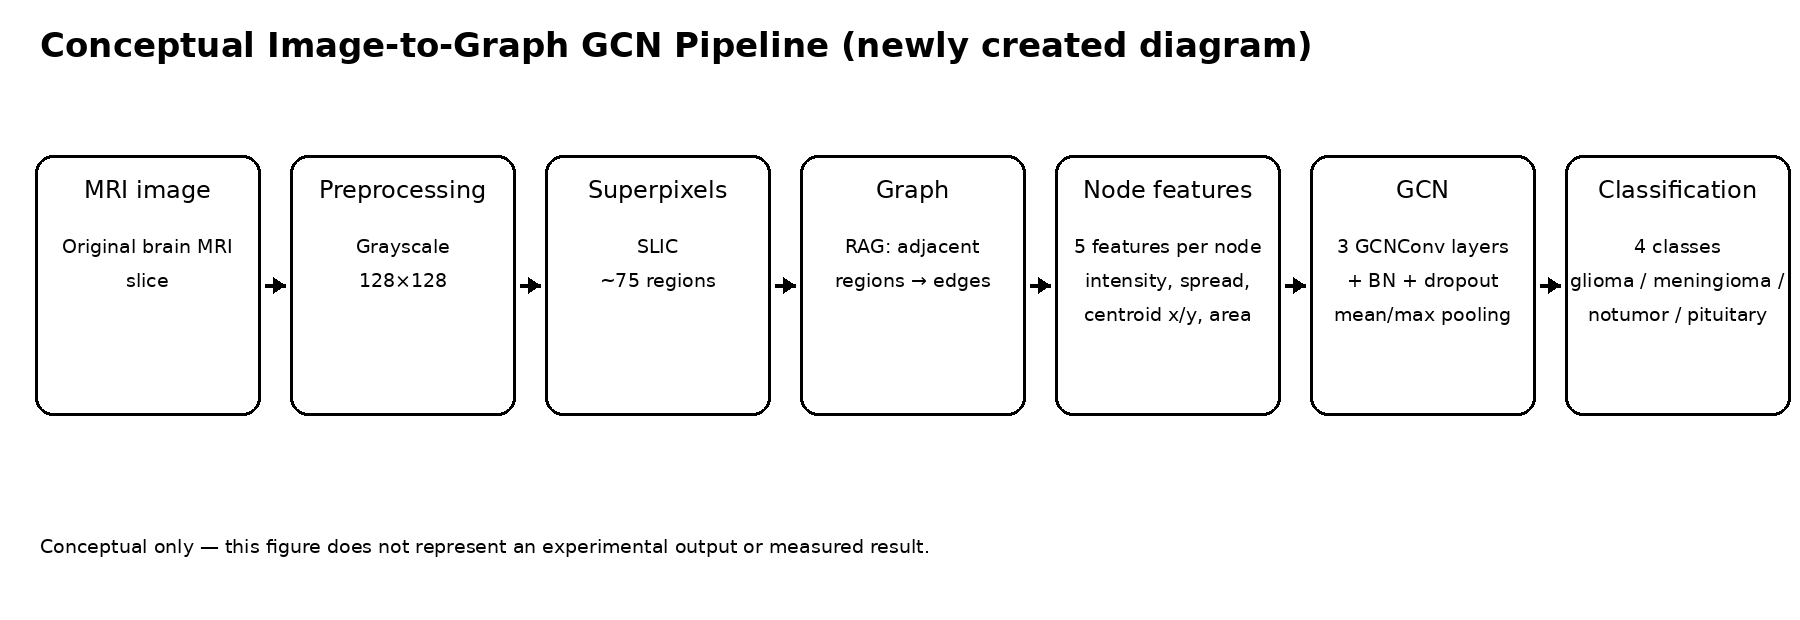 Conceptual Image-to-Graph GCN Pipeline (newly created diagram)
MRI image
Original brain MRI
slice
Preprocessing
Grayscale
128×128
Superpixels
SLIC
~75 regions
Graph
RAG: adjacent
regions → edges
Node features
5 features per node
intensity, spread,
centroid x/y, area
GCN
3 GCNConv layers
+ BN + dropout
mean/max pooling
Classification
4 classes
glioma / meningioma /
notumor / pituitary
Conceptual only — this figure does not represent an experimental output or measured result.